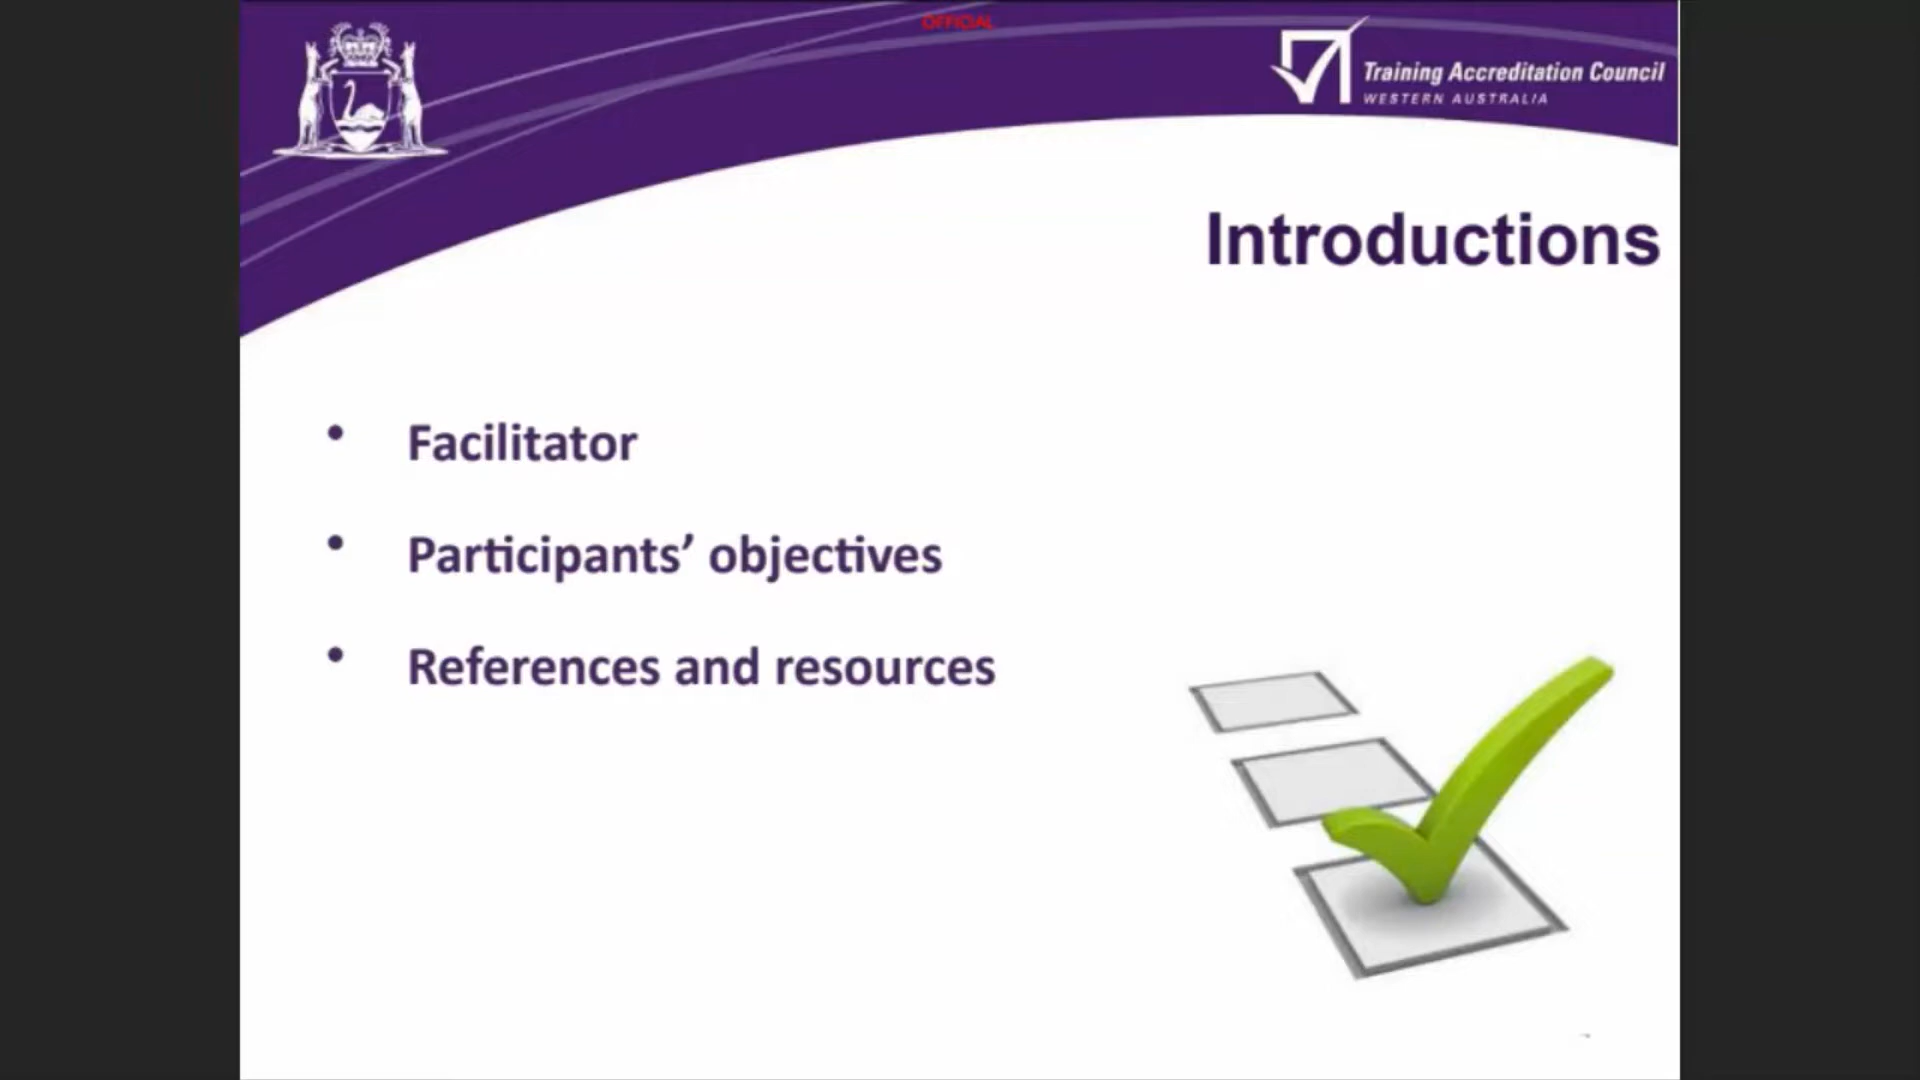 OFFICIAL
Training Accreditation Council
WESTERN AUSTRALIA
Introductions
• Facilitator
• Participants’ objectives
• References and resources